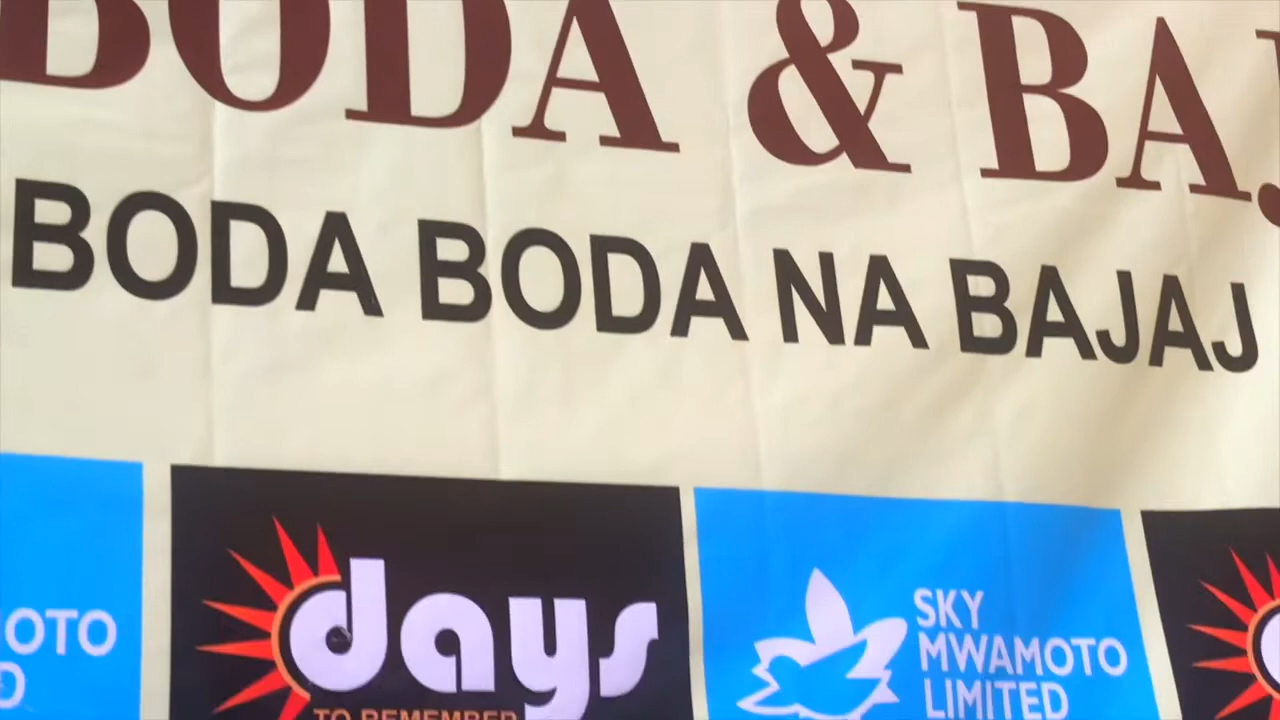 BODA & BAJ
BODA BODA NA BAJAJ
days
TO REMEMBER
SKY
MWAMOTO
LIMITED
OTO
D